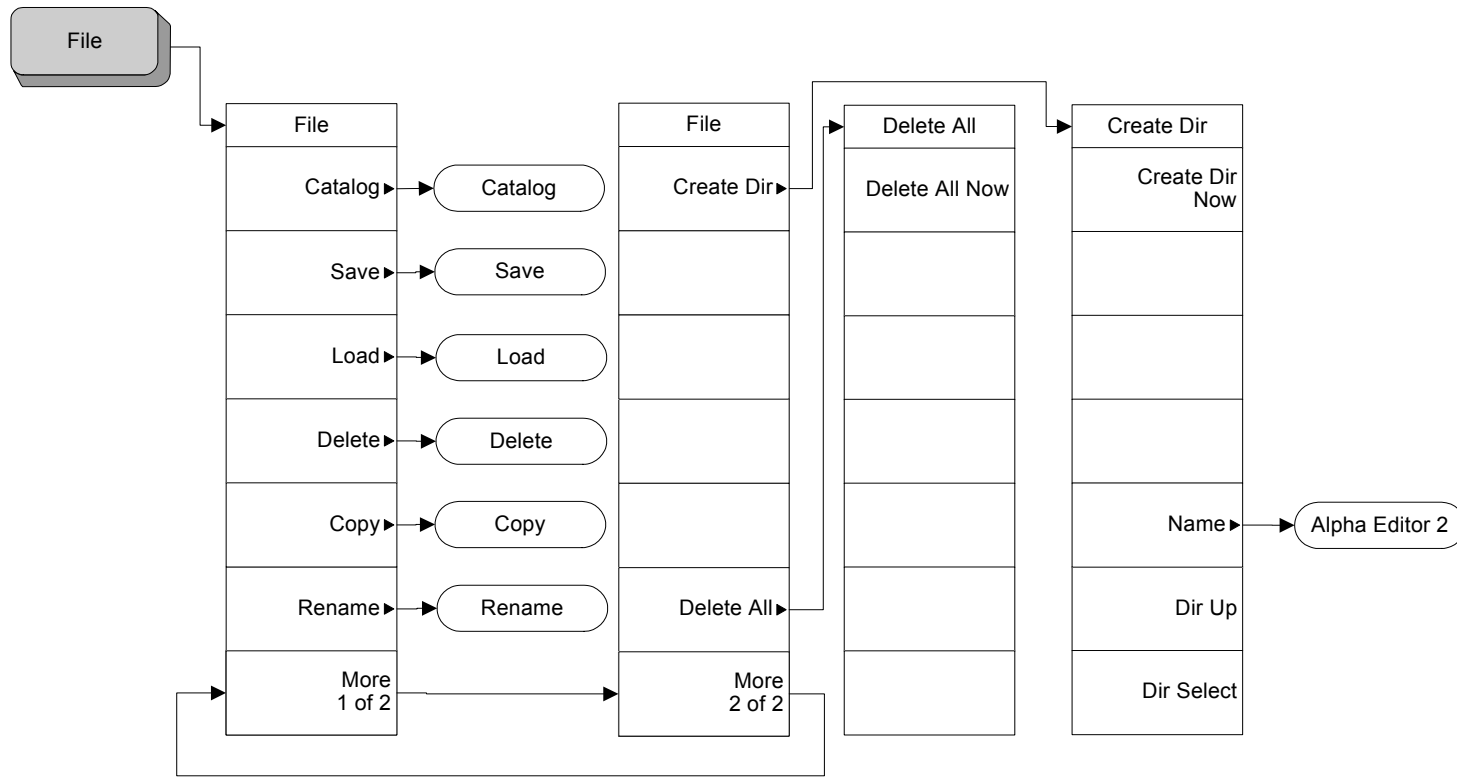 File
File
Catalog
Catalog
Save
Save
Load
Load
Delete
Delete
Copy
Copy
Rename
Rename
More
1 of 2
File
Create Dir
Delete All
More
2 of 2
Delete All
Delete All Now
Create Dir
Create Dir
Now
Name
Alpha Editor 2
Dir Up
Dir Select